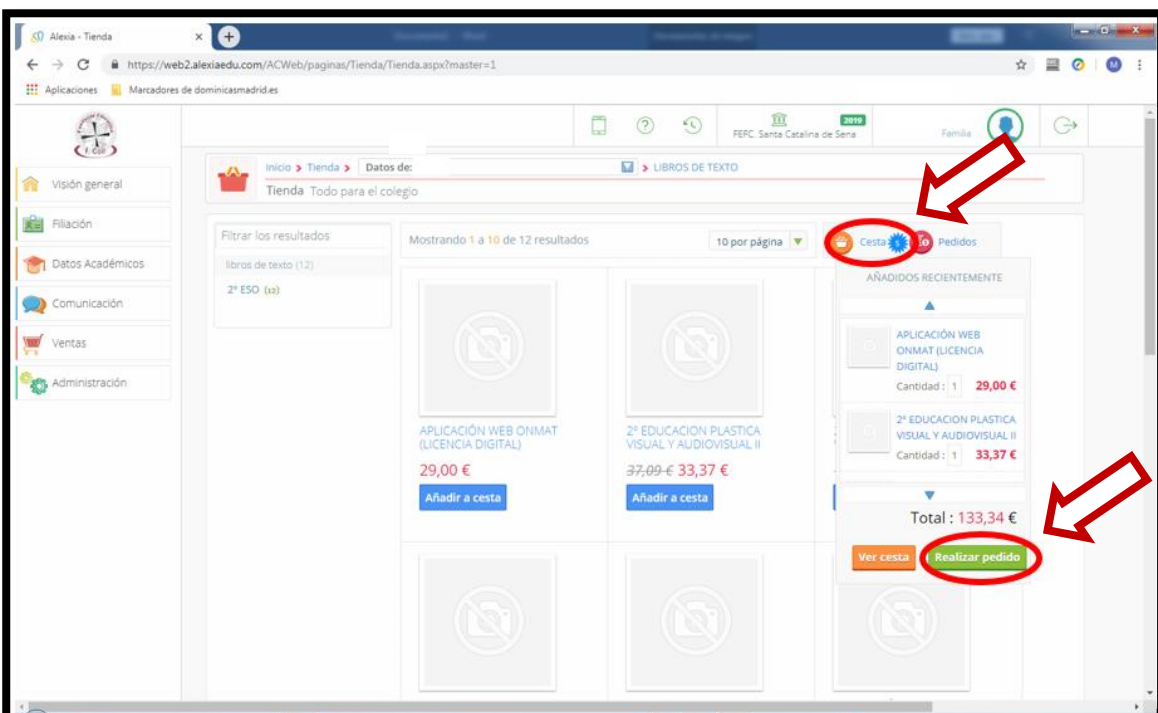 Alexia - Tienda
https://web2.alexiaedu.com/ACWeb/paginas/Tienda/Tienda.aspx?master=1
Aplicaciones Marcadores de dominicasmadrid.es
FEFC. Santa Catalina de Sena 2019 Familia
Inicio > Tienda > Datos de: > LIBROS DE TEXTO
Tienda Todo para el colegio
Visión general
Filiación
Datos Académicos
Comunicación
Ventas
Administración
Filtrar los resultados
libros de texto (12)
2º ESO (12)
Mostrando 1 a 10 de 12 resultados
10 por página
Cesta Pedidos
AÑADIDOS RECIENTEMENTE
APLICACIÓN WEB
ONMAT (LICENCIA
DIGITAL)
Cantidad : 1 29,00 €
2º EDUCACION PLASTICA
VISUAL Y AUDIOVISUAL II
Cantidad : 1 33,37 €
Total : 133,34 €
Ver cesta Realizar pedido
APLICACIÓN WEB ONMAT
(LICENCIA DIGITAL)
29,00 €
Añadir a cesta
2º EDUCACION PLASTICA
VISUAL Y AUDIOVISUAL II
37,09 € 33,37 €
Añadir a cesta